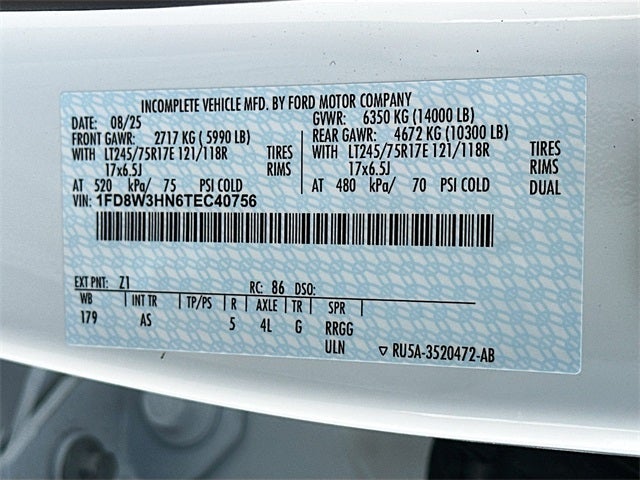 INCOMPLETE VEHICLE MFD. BY FORD MOTOR COMPANY
DATE: 08/25 GVWR: 6350 KG (14000 LB)
FRONT GAWR: 2717 KG (5990 LB) REAR GAWR: 4672 KG (10300 LB)
WITH LT245/75R17E 121/118R TIRES WITH LT245/75R17E 121/118R TIRES
17x6.5J RIMS 17x6.5J RIMS
AT 520 kPa/ 75 PSI COLD AT 480 kPa/ 70 PSI COLD DUAL
VIN: 1FD8W3HN6TEC40756
EXT PNT: Z1 RC: 86 DSO:
WB INT TR TP/PS R AXLE TR SPR
179 AS 5 4L G RRGG
ULN ▽ RU5A-3520472-AB